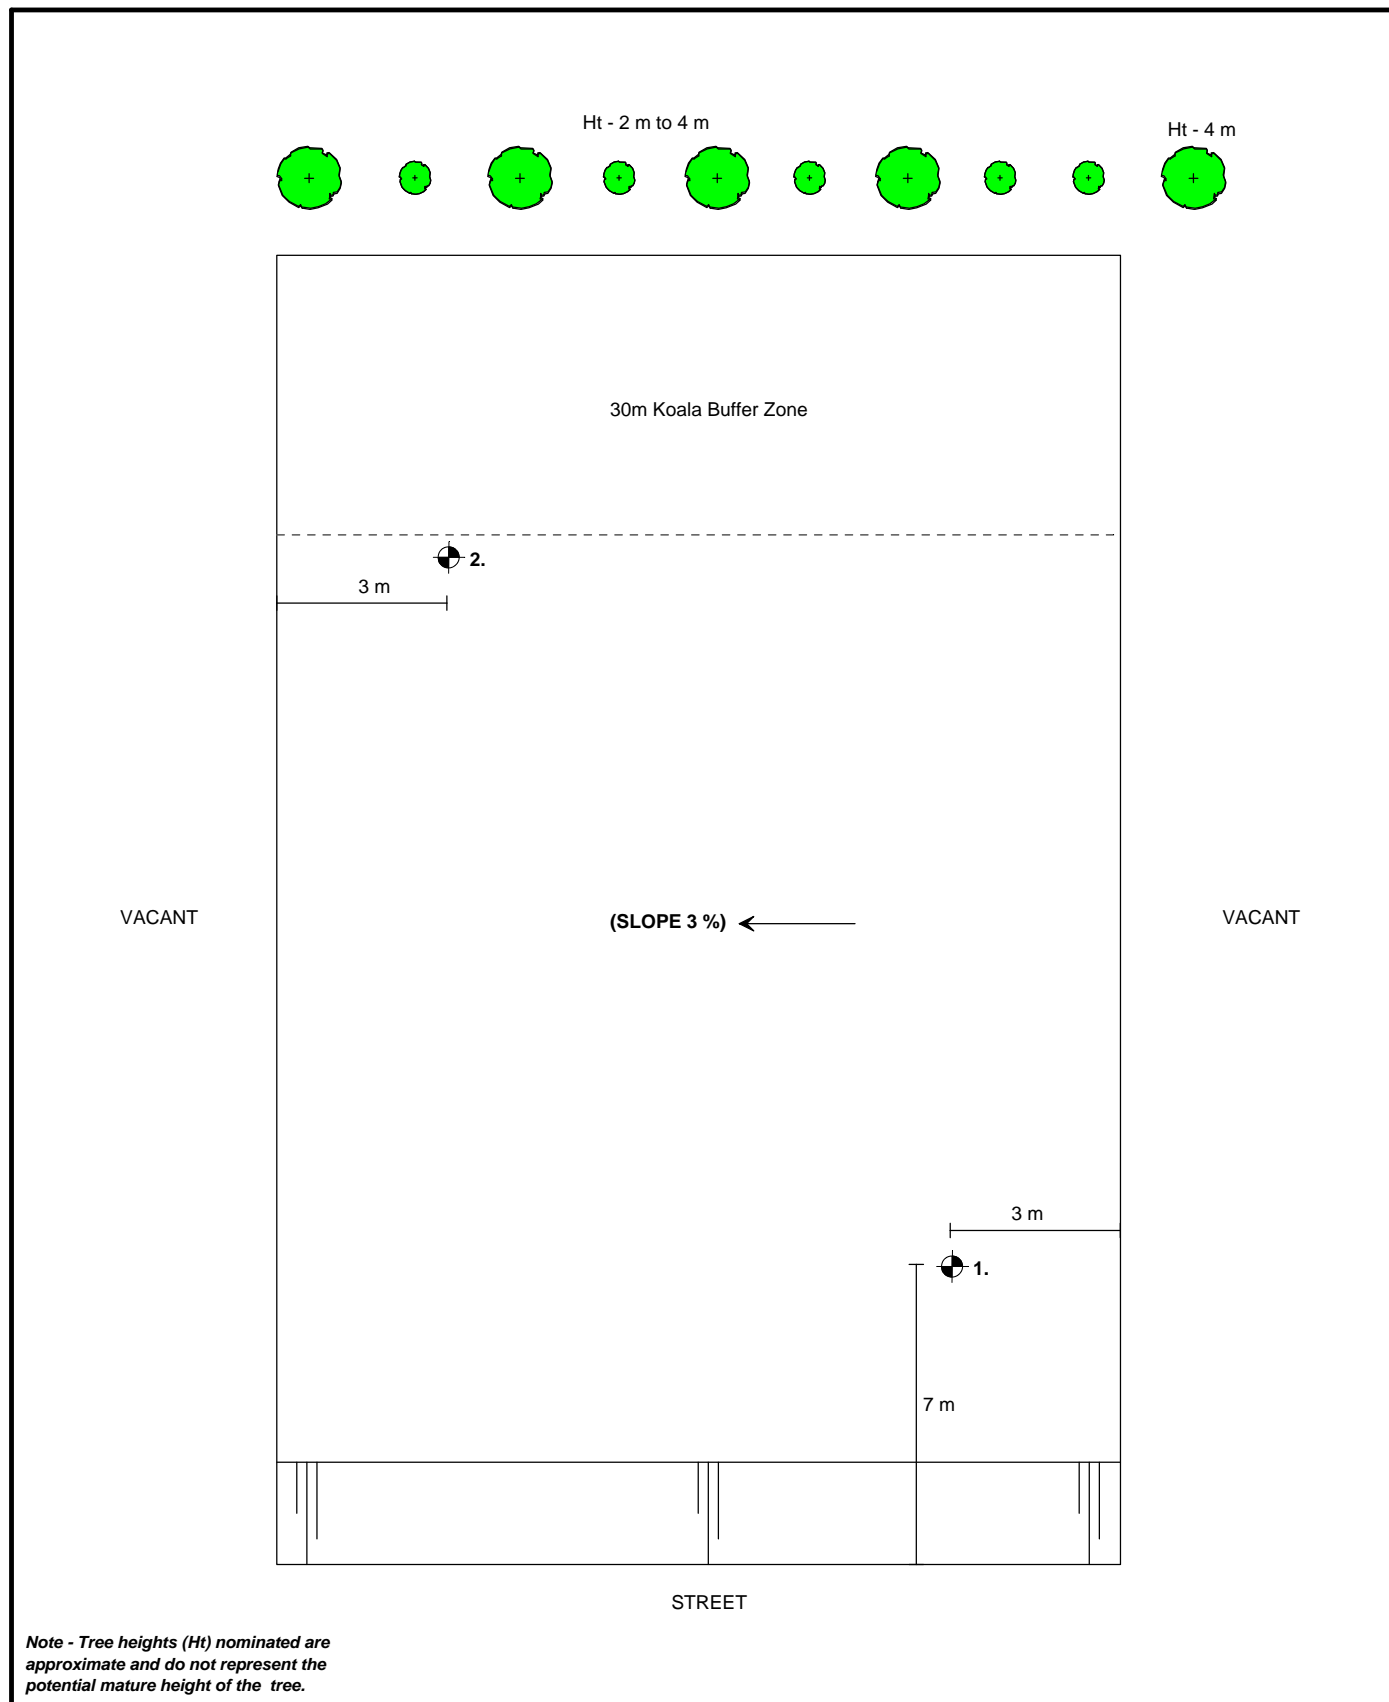 Ht - 2 m to 4 m
Ht - 4 m
30m Koala Buffer Zone
2.
3 m
VACANT
(SLOPE 3 %)
VACANT
3 m
1.
7 m
STREET
Note - Tree heights (Ht) nominated are
approximate and do not represent the
potential mature height of the tree.